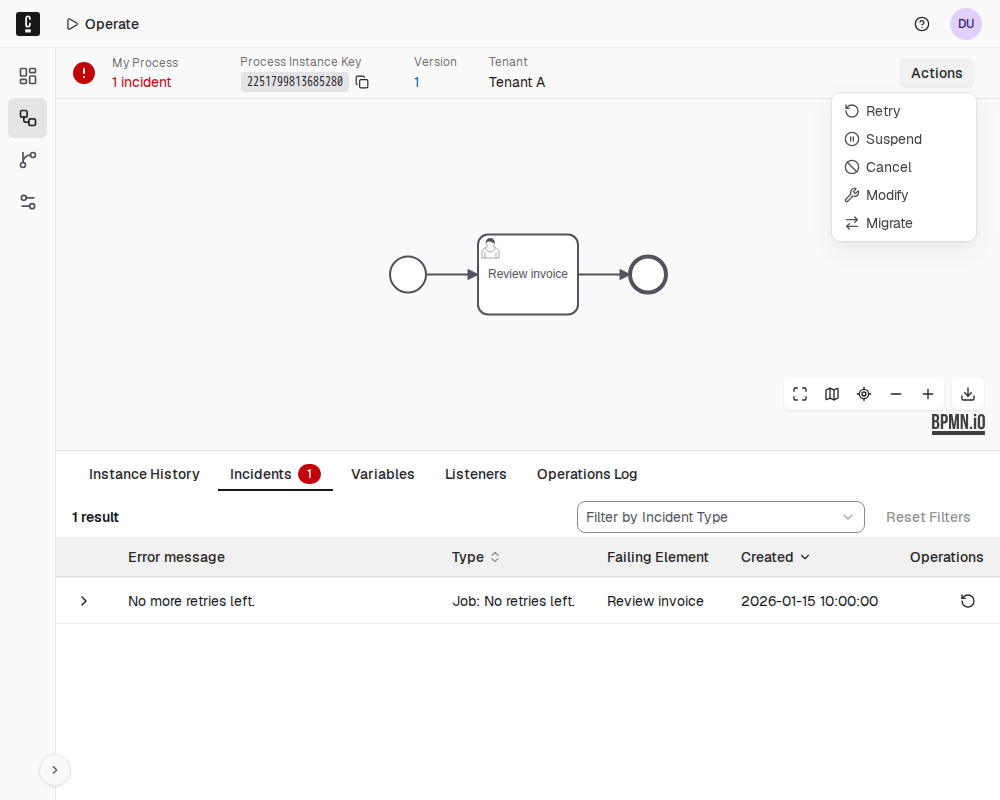 Operate
DU
My Process
1 incident
Process Instance Key
2251799813685280
Version
1
Tenant
Tenant A
Actions
Retry
Suspend
Cancel
Modify
Migrate
Review invoice
BPMN.iO
Instance History
Incidents 1
Variables
Listeners
Operations Log
1 result
Filter by Incident Type
Reset Filters
Error message
Type
Failing Element
Created
Operations
No more retries left.
Job: No retries left.
Review invoice
2026-01-15 10:00:00